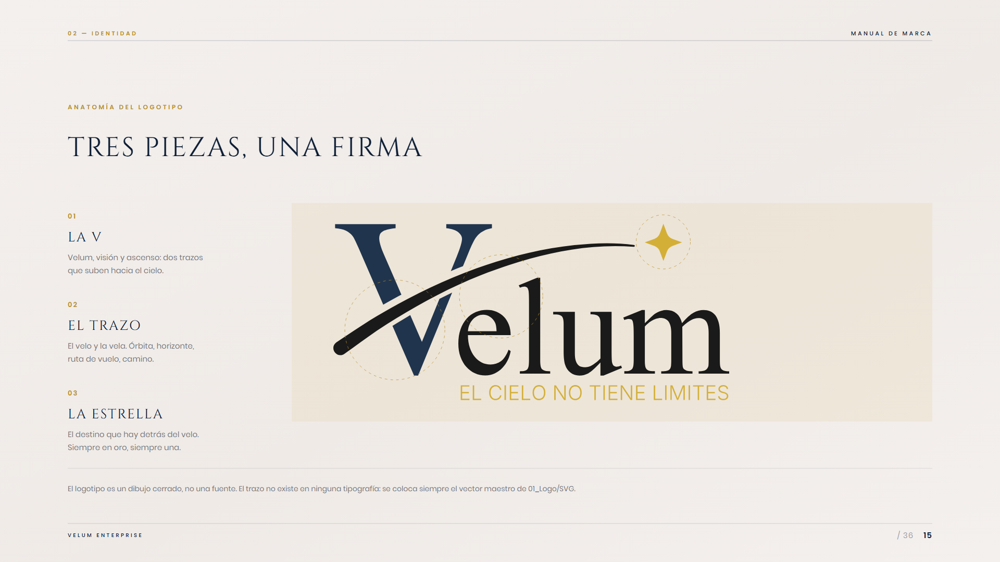 02 — IDENTIDAD
MANUAL DE MARCA
ANATOMÍA DEL LOGOTIPO
TRES PIEZAS, UNA FIRMA
01
LA V
Velum, visión y ascenso: dos trazos
que suben hacia el cielo.
02
EL TRAZO
El velo y la vela. Órbita, horizonte,
ruta de vuelo, camino.
03
LA ESTRELLA
El destino que hay detrás del velo.
Siempre en oro, siempre una.
Velum
EL CIELO NO TIENE LIMITES
El logotipo es un dibujo cerrado, no una fuente. El trazo no existe en ninguna tipografía: se coloca siempre el vector maestro de 01_Logo/SVG.
VELUM ENTERPRISE
/ 36 15